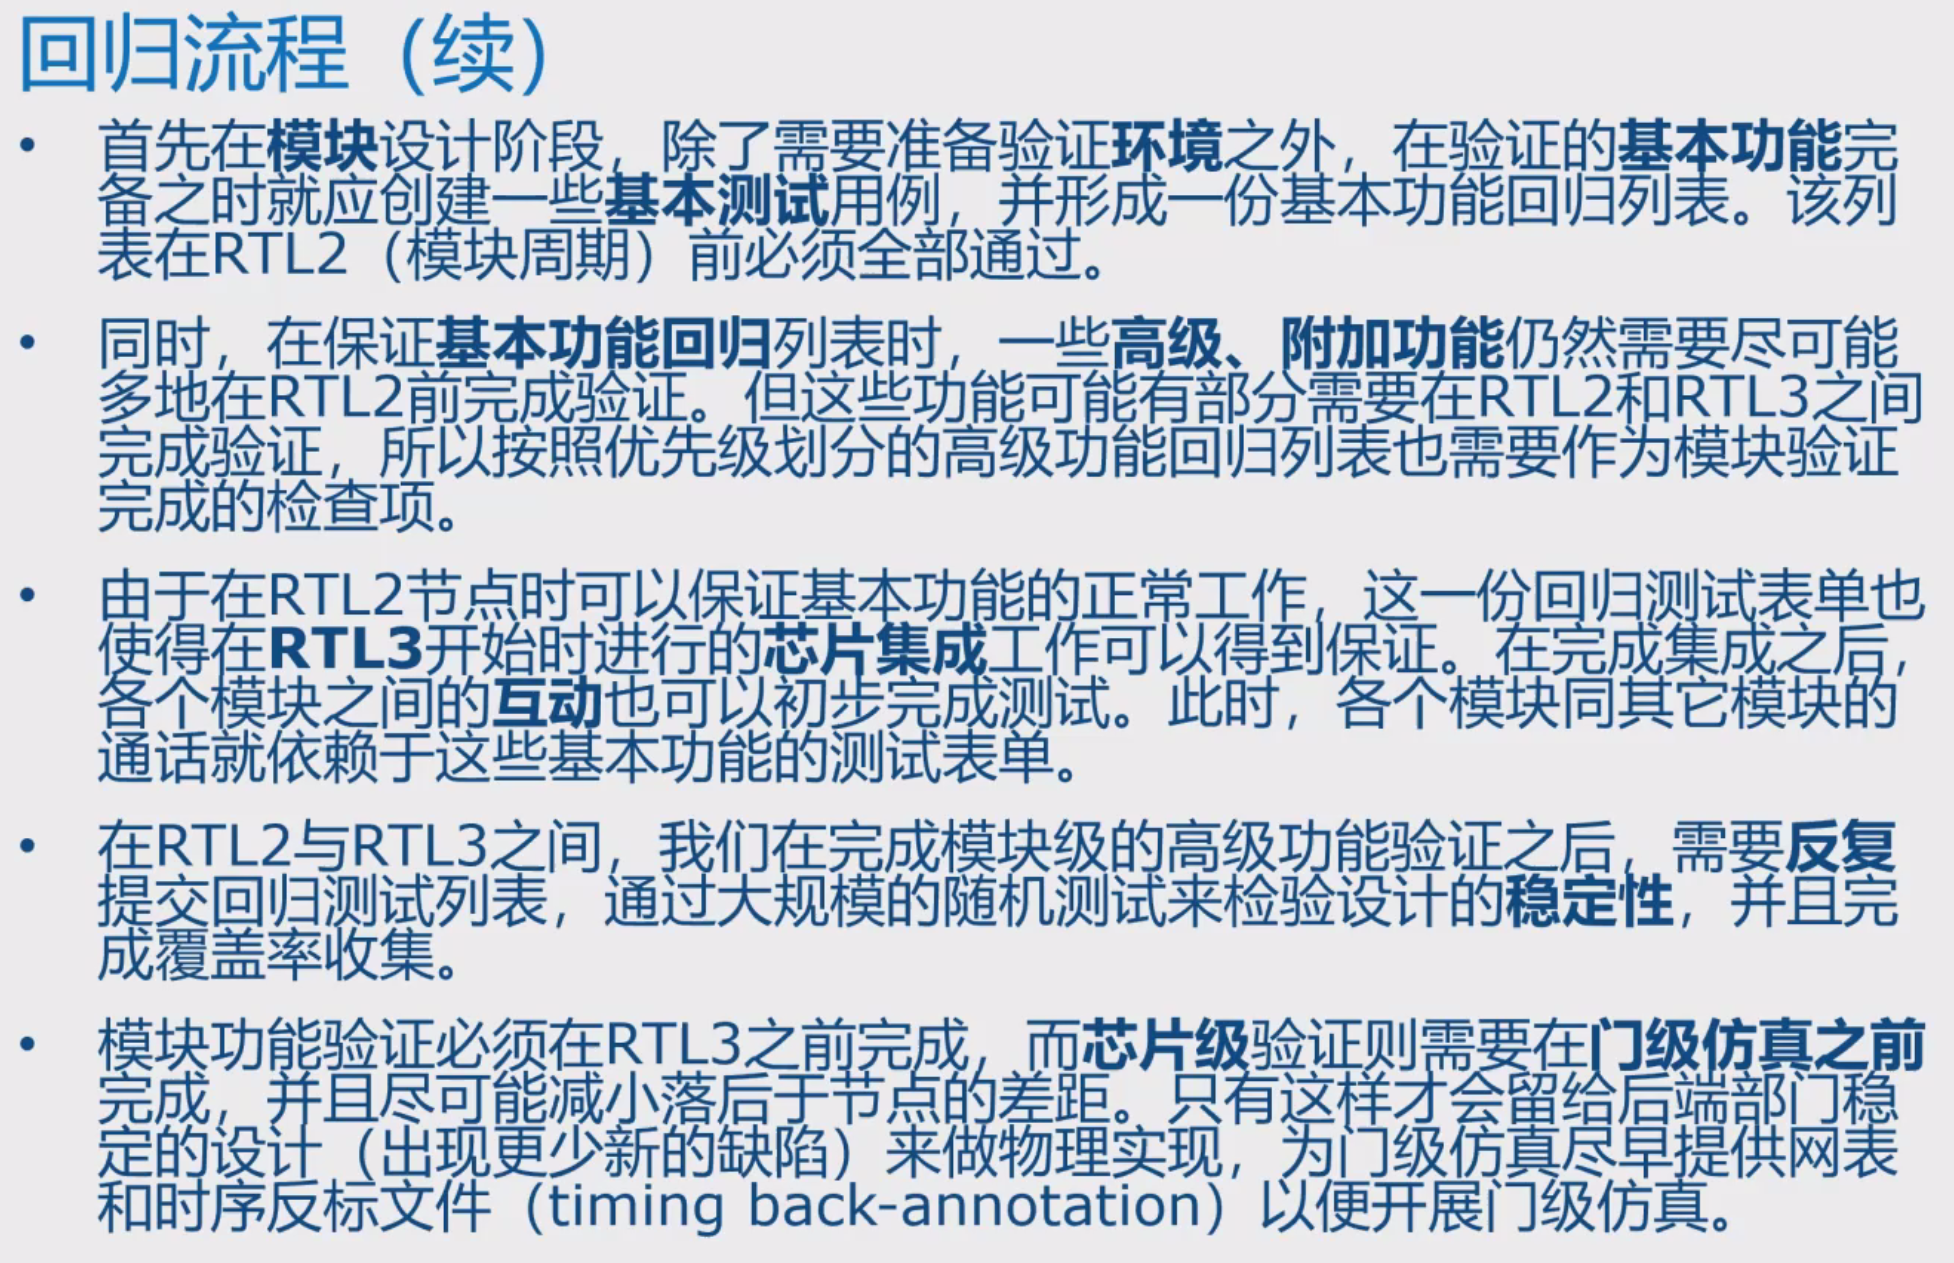 回归流程（续）
• 首先在模块设计阶段，除了需要准备验证环境之外，在验证的基本功能完
备之时就应创建一些基本测试用例，并形成一份基本功能回归列表。该列
表在RTL2（模块周期）前必须全部通过。
• 同时，在保证基本功能回归列表时，一些高级、附加功能仍然需要尽可能
多地在RTL2前完成验证。但这些功能可能有部分需要在RTL2和RTL3之间
完成验证，所以按照优先级划分的高级功能回归列表也需要作为模块验证
完成的检查项。
• 由于在RTL2节点时可以保证基本功能的正常工作，这一份回归测试表单也
使得在RTL3开始时进行的芯片集成工作可以得到保证。在完成集成之后，
各个模块之间的互动也可以初步完成测试。此时，各个模块同其它模块的
通话就依赖于这些基本功能的测试表单。
• 在RTL2与RTL3之间，我们在完成模块级的高级功能验证之后，需要反复
提交回归测试列表，通过大规模的随机测试来检验设计的稳定性，并且完
成覆盖率收集。
• 模块功能验证必须在RTL3之前完成，而芯片级验证则需要在门级仿真之前
完成，并且尽可能减小落后于节点的差距。只有这样才会留给后端部门稳
定的设计（出现更少新的缺陷）来做物理实现，为门级仿真尽早提供网表
和时序反标文件（timing back-annotation）以便开展门级仿真。